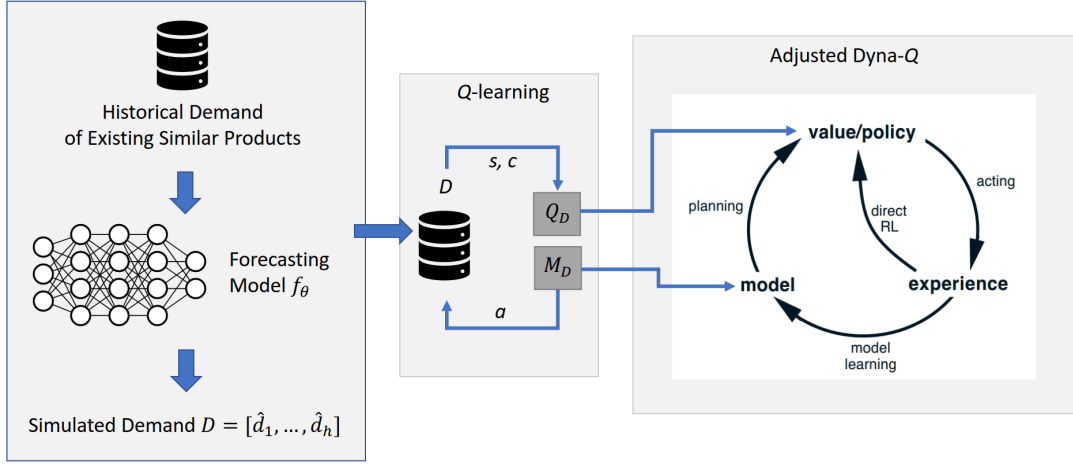 Historical Demand
of Existing Similar Products
Forecasting
Model f_θ
Simulated Demand D = [d̂_1, … , d̂_h]
Q-learning
s, c
D
Q_D
M_D
a
Adjusted Dyna-Q
value/policy
acting
planning
direct
RL
model
experience
model
learning